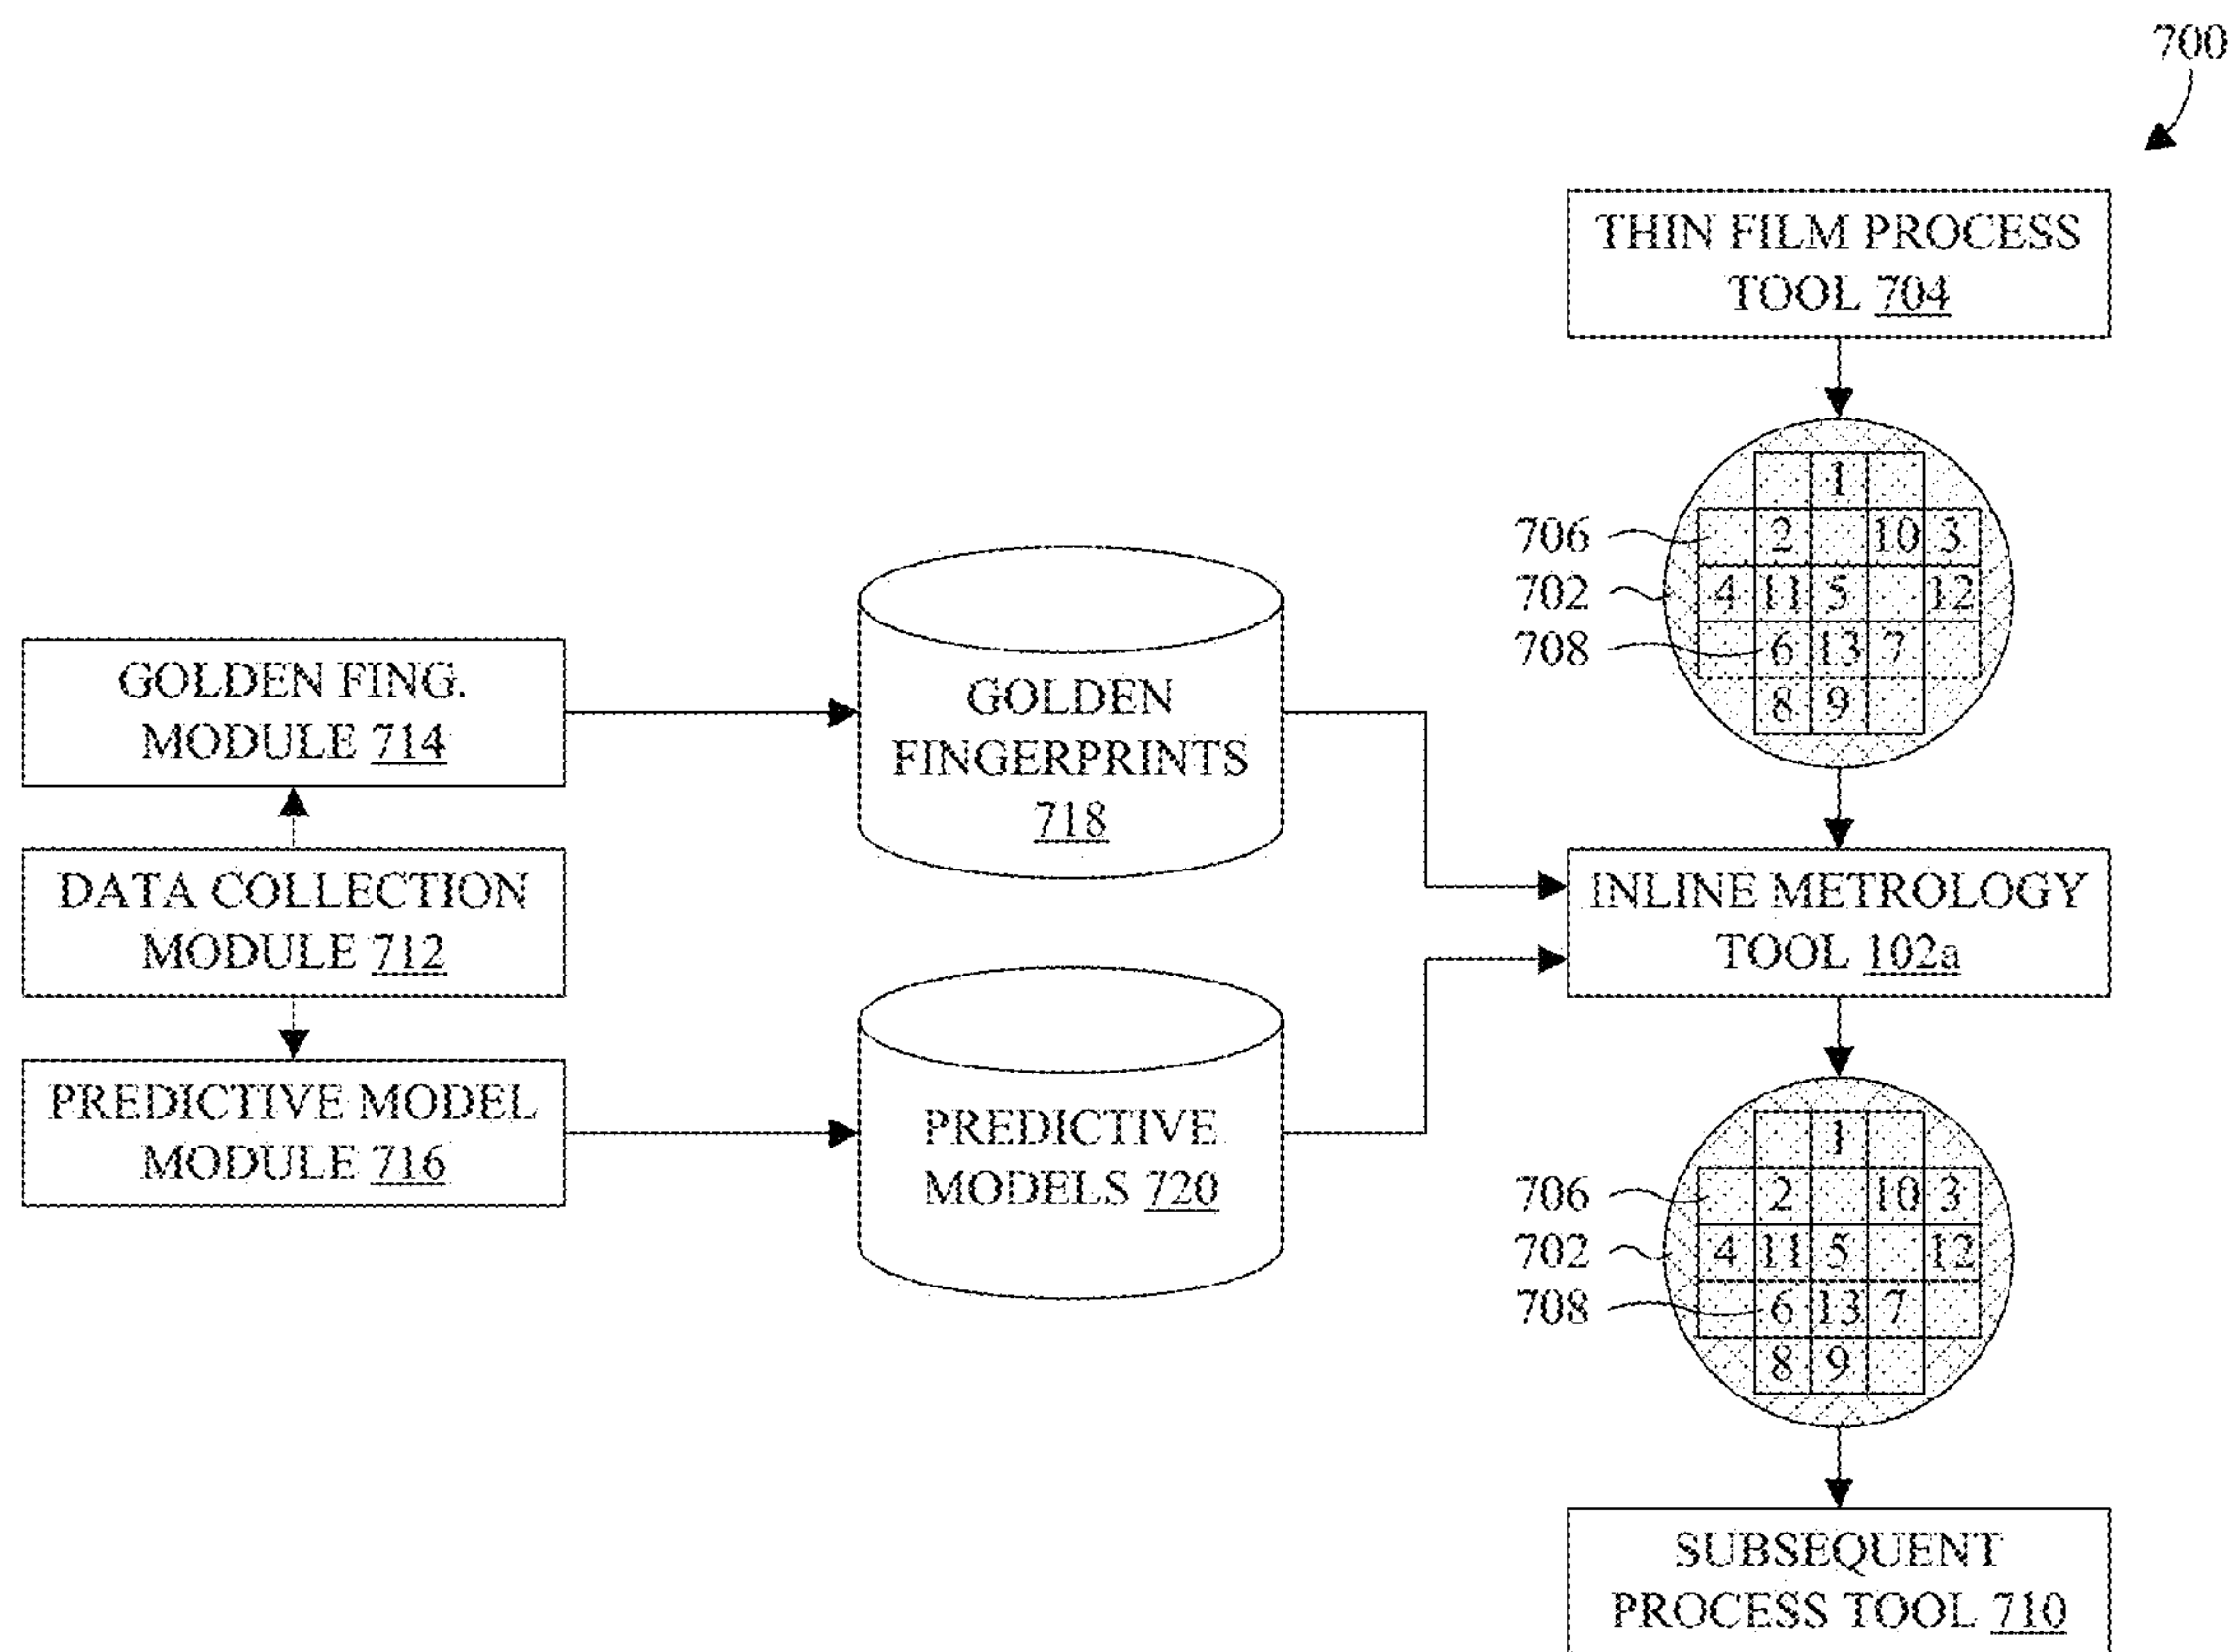 700
THIN FILM PROCESS
TOOL 704
1
706
2 10 3
702
4 11 5 12
708
6 13 7
8 9
GOLDEN FING.
MODULE 714
GOLDEN
FINGERPRINTS
718
DATA COLLECTION
MODULE 712
INLINE METROLOGY
TOOL 102a
PREDICTIVE MODEL
MODULE 716
PREDICTIVE
MODELS 720
1
706
2 10 3
702
4 11 5 12
708
6 13 7
8 9
SUBSEQUENT
PROCESS TOOL 710